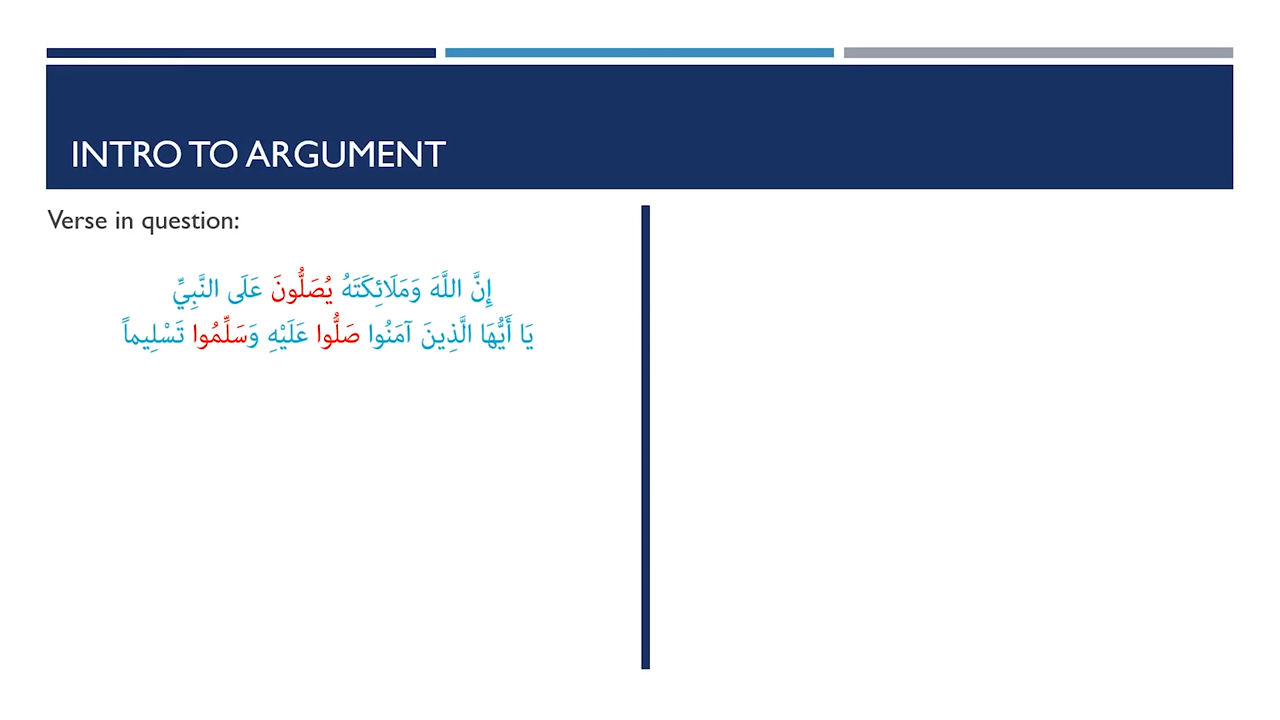 INTRO TO ARGUMENT
Verse in question:
إِنَّ اللَّهَ وَمَلَائِكَتَهُ يُصَلُّونَ عَلَى النَّبِيِّ
يَا أَيُّهَا الَّذِينَ آمَنُوا صَلُّوا عَلَيْهِ وَسَلِّمُوا تَسْلِيماً